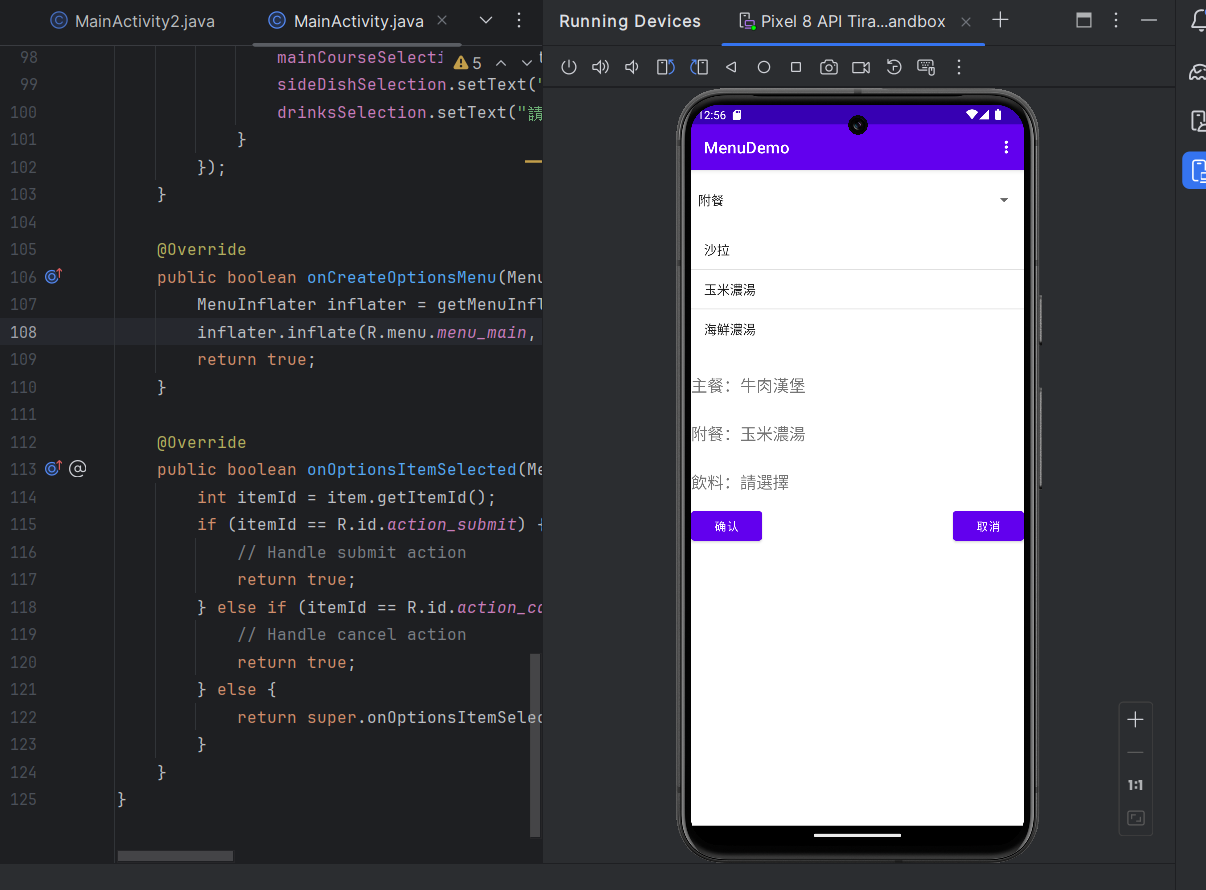 MainActivity2.java
MainActivity.java
Running Devices
Pixel 8 API Tira...andbox
98 mainCourseSelecti
5
99 sideDishSelection.setText("
100 drinksSelection.setText("請
101 }
102 });
103 }
104
105 @Override
106 public boolean onCreateOptionsMenu(Menu
107 MenuInflater inflater = getMenuInfl
108 inflater.inflate(R.menu.menu_main,
109 return true;
110 }
111
112 @Override
113 public boolean onOptionsItemSelected(Me
114 int itemId = item.getItemId();
115 if (itemId == R.id.action_submit) {
116 // Handle submit action
117 return true;
118 } else if (itemId == R.id.action_ca
119 // Handle cancel action
120 return true;
121 } else {
122 return super.onOptionsItemSelec
123 }
124 }
125 }
12:56
MenuDemo
附餐
沙拉
玉米濃湯
海鮮濃湯
主餐: 牛肉漢堡
附餐: 玉米濃湯
飲料: 請選擇
确认
取消
1:1